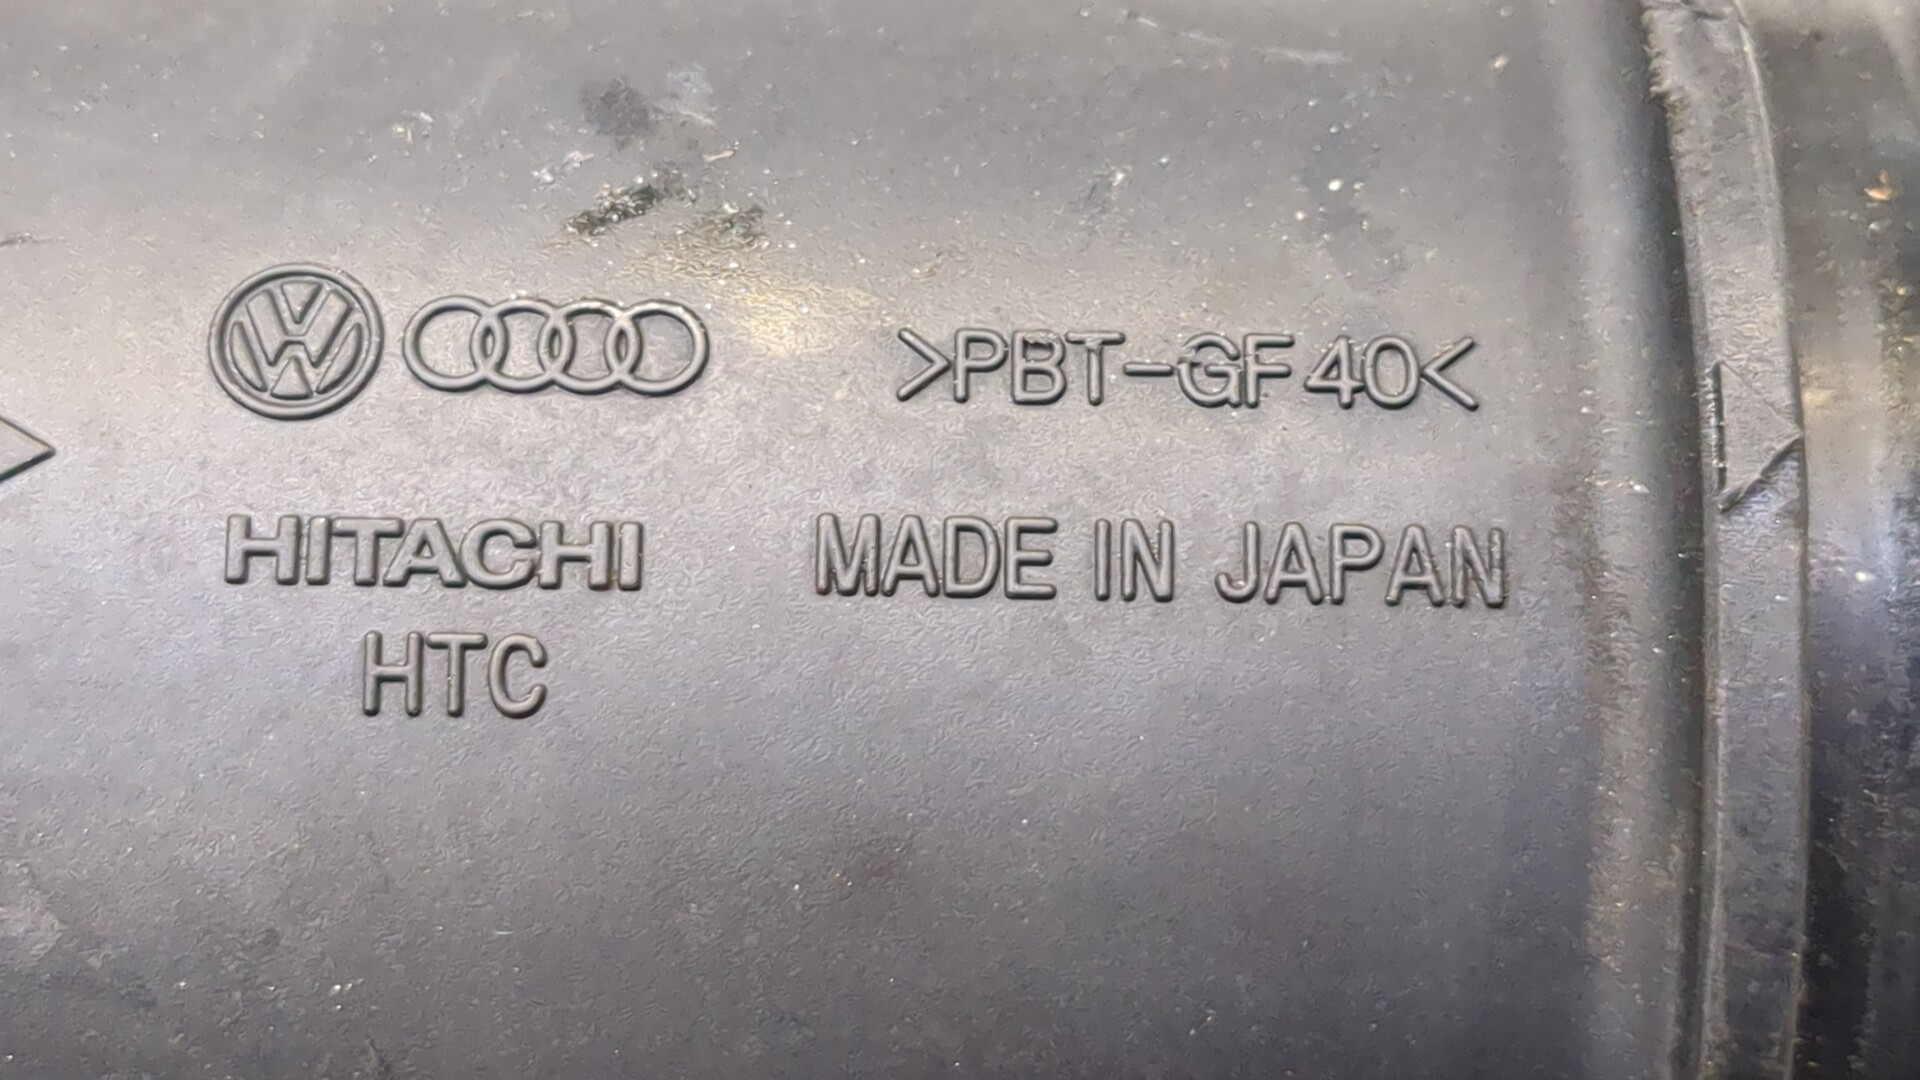 >PBT-GF40<
HITACHI MADE IN JAPAN
HTC